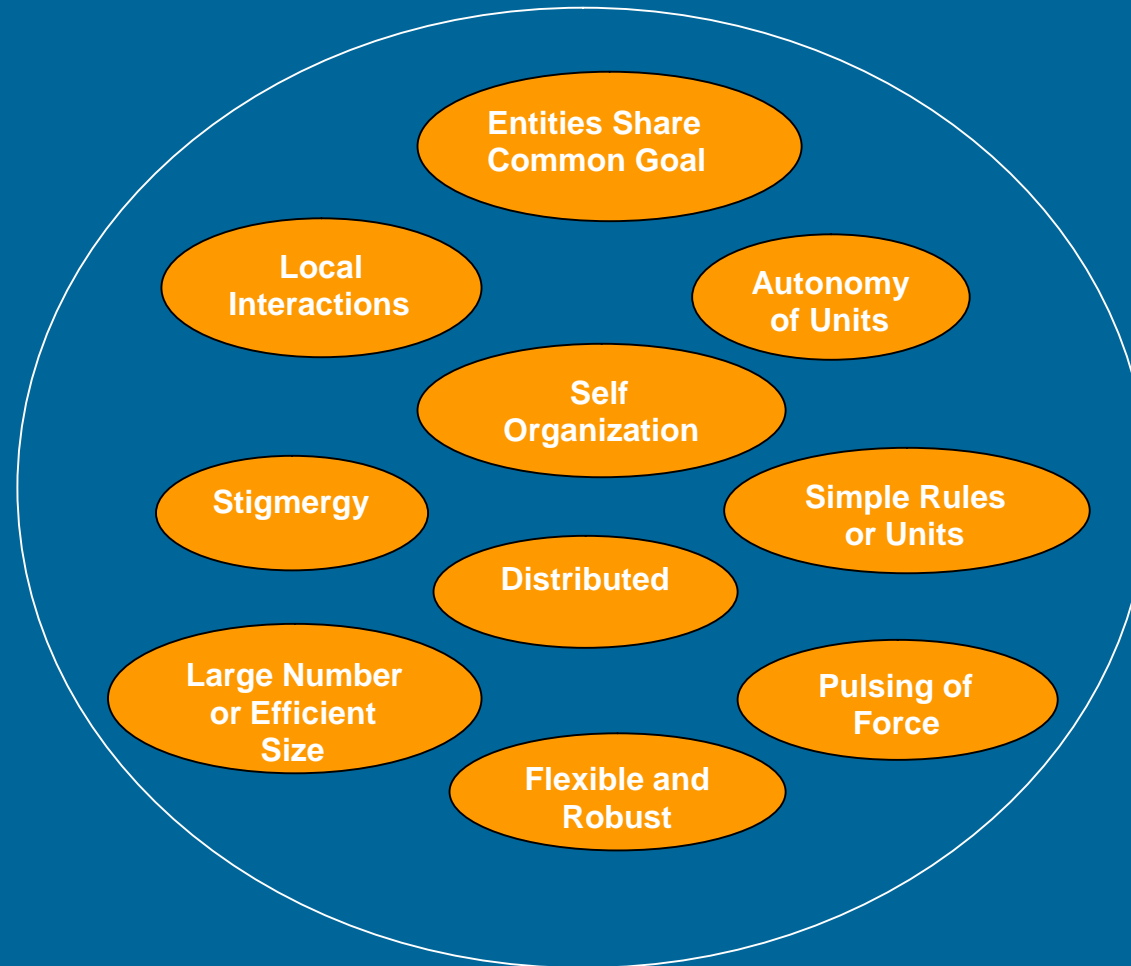 Entities Share
Common Goal
Local
Interactions
Autonomy
of Units
Self
Organization
Stigmergy
Simple Rules
or Units
Distributed
Large Number
or Efficient
Size
Pulsing of
Force
Flexible and
Robust